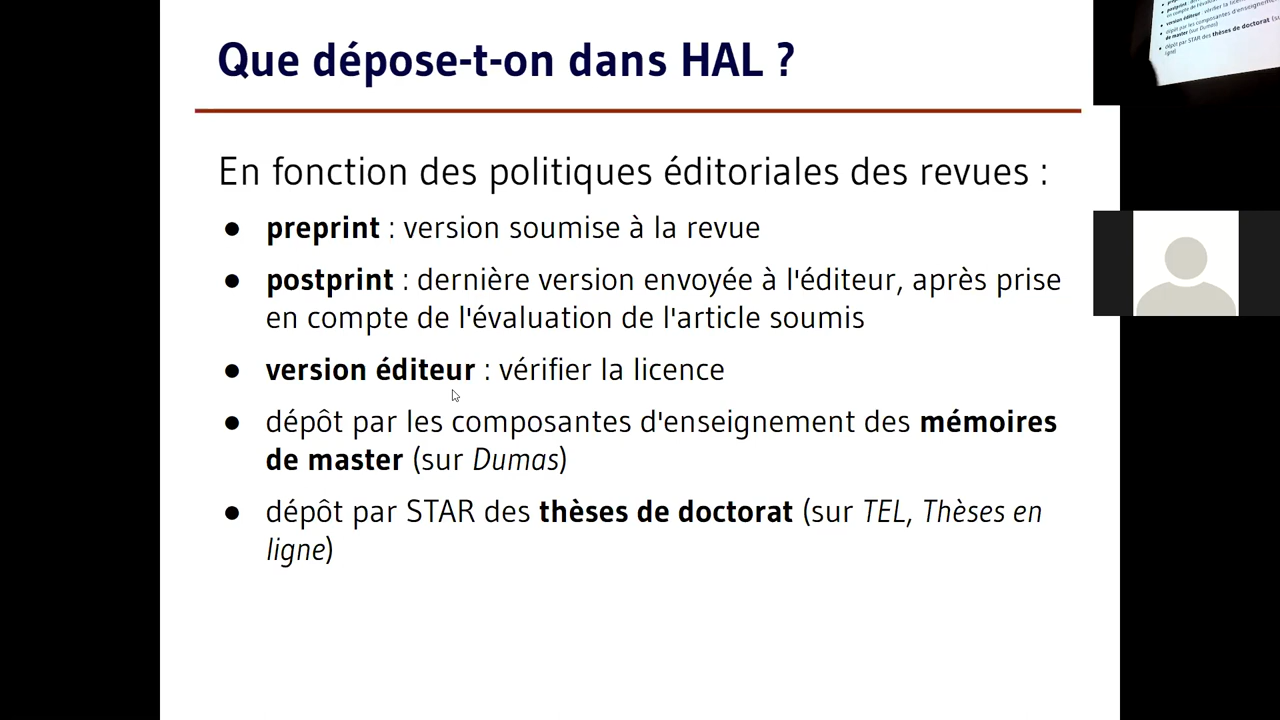 Que dépose-t-on dans HAL ?
En fonction des politiques éditoriales des revues :
● preprint : version soumise à la revue
● postprint : dernière version envoyée à l'éditeur, après prise
en compte de l'évaluation de l'article soumis
● version éditeur : vérifier la licence
● dépôt par les composantes d'enseignement des mémoires
de master (sur Dumas)
● dépôt par STAR des thèses de doctorat (sur TEL, Thèses en
ligne)